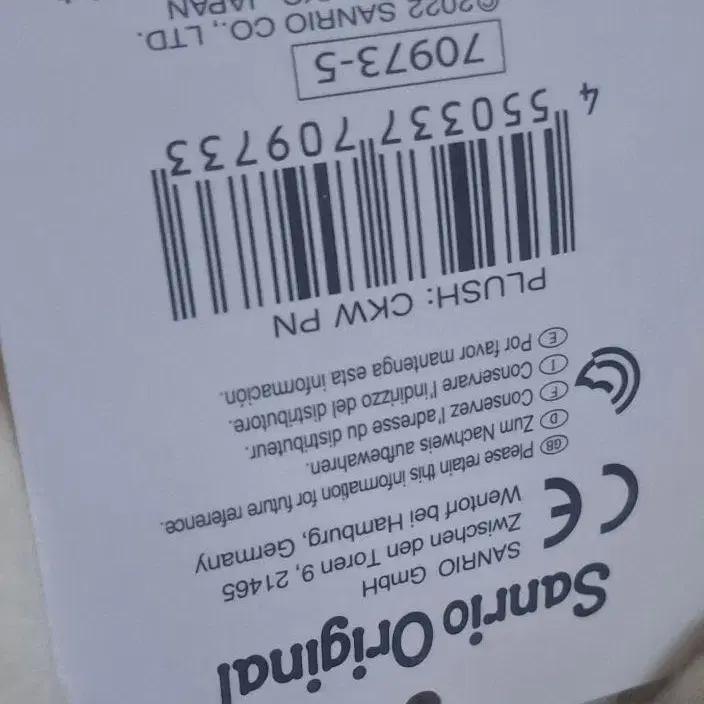 Sanrio Original
SANRIO GmbH
Zwischen den Toren 9, 21465
Wentorf bei Hamburg, Germany
CE
GB Please retain this information for future reference.
D Zum Nachweis aufbewahren.
F Conservez l'adresse du distributeur.
I Conservare l'indirizzo del distributore.
E Por favor mantenga esta información.
PLUSH: CKW PN
4 550337 709733
70973-5
©2022 SANRIO CO., LTD.
JAPAN